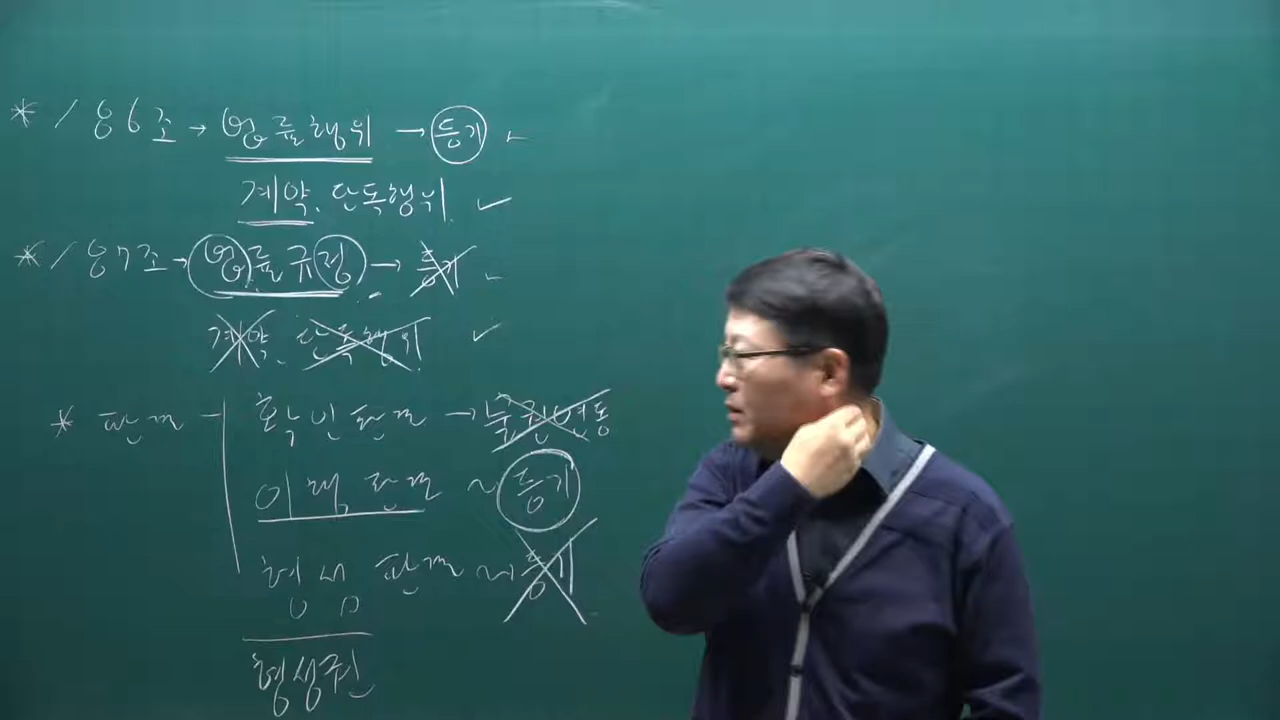 * 186조 → 법률행위 → 등기
계약, 단독행위. ✓
* 187조 → 법률규정 → 등기
계약, 단독행위. ✓
* 판결 확인판결 → 물권변동
이행판결 ~ 등기
형성판결 ~ 등기
형성권